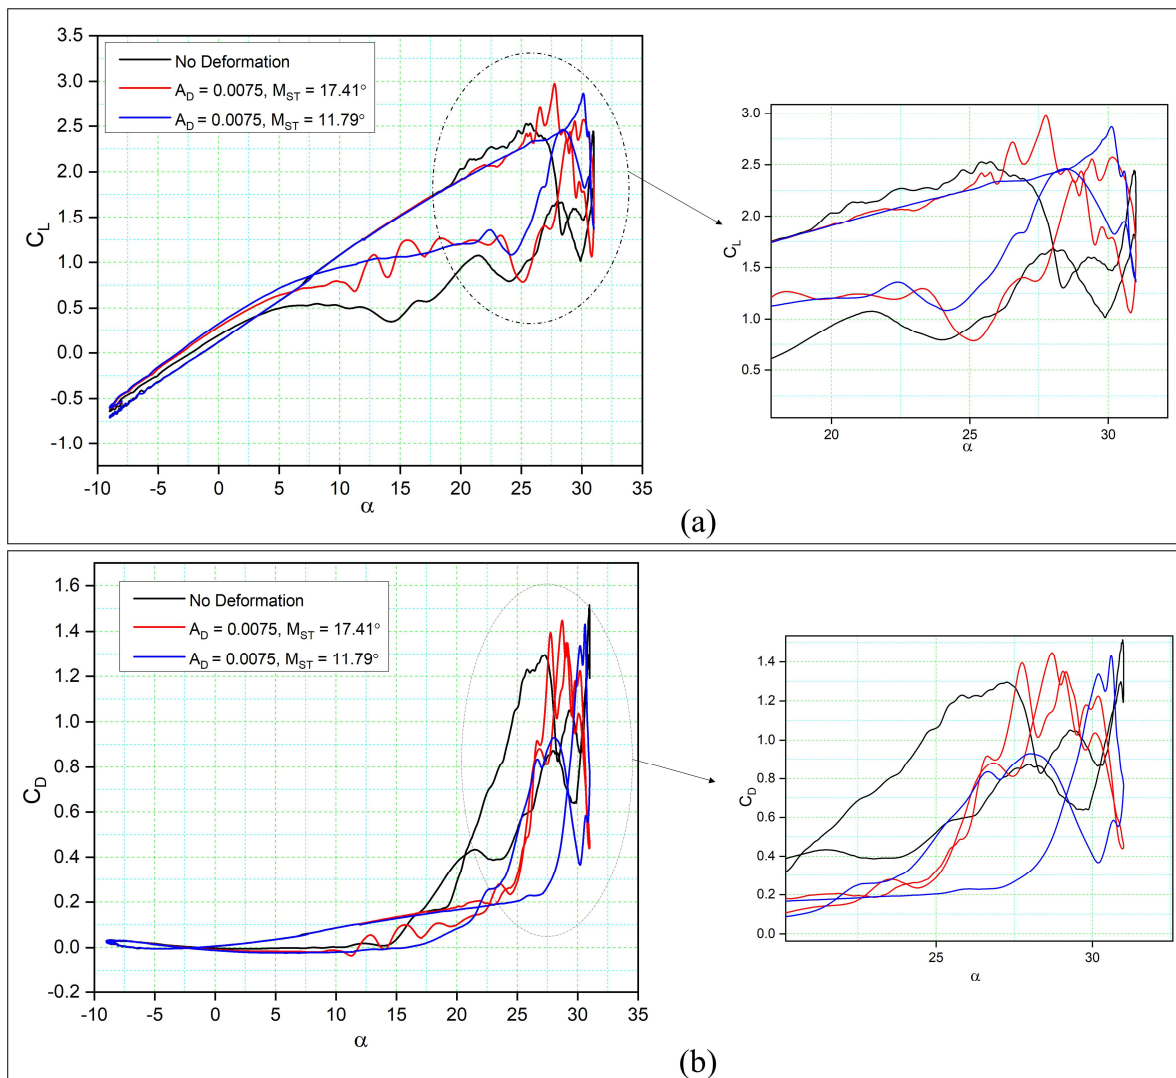 3.5
3.0
2.5
2.0
1.5
1.0
0.5
0.0
-0.5
-1.0
C_L
No Deformation
A_D = 0.0075, M_ST = 17.41°
A_D = 0.0075, M_ST = 11.79°
-10 -5 0 5 10 15 20 25 30 35
α
3.0
2.5
2.0
1.5
1.0
0.5
C_L
20 25 30
α
(a)
1.6
1.4
1.2
1.0
0.8
0.6
0.4
0.2
0.0
-0.2
C_D
No Deformation
A_D = 0.0075, M_ST = 17.41°
A_D = 0.0075, M_ST = 11.79°
-10 -5 0 5 10 15 20 25 30 35
α
1.4
1.2
1.0
0.8
0.6
0.4
0.2
0.0
C_D
25 30
α
(b)